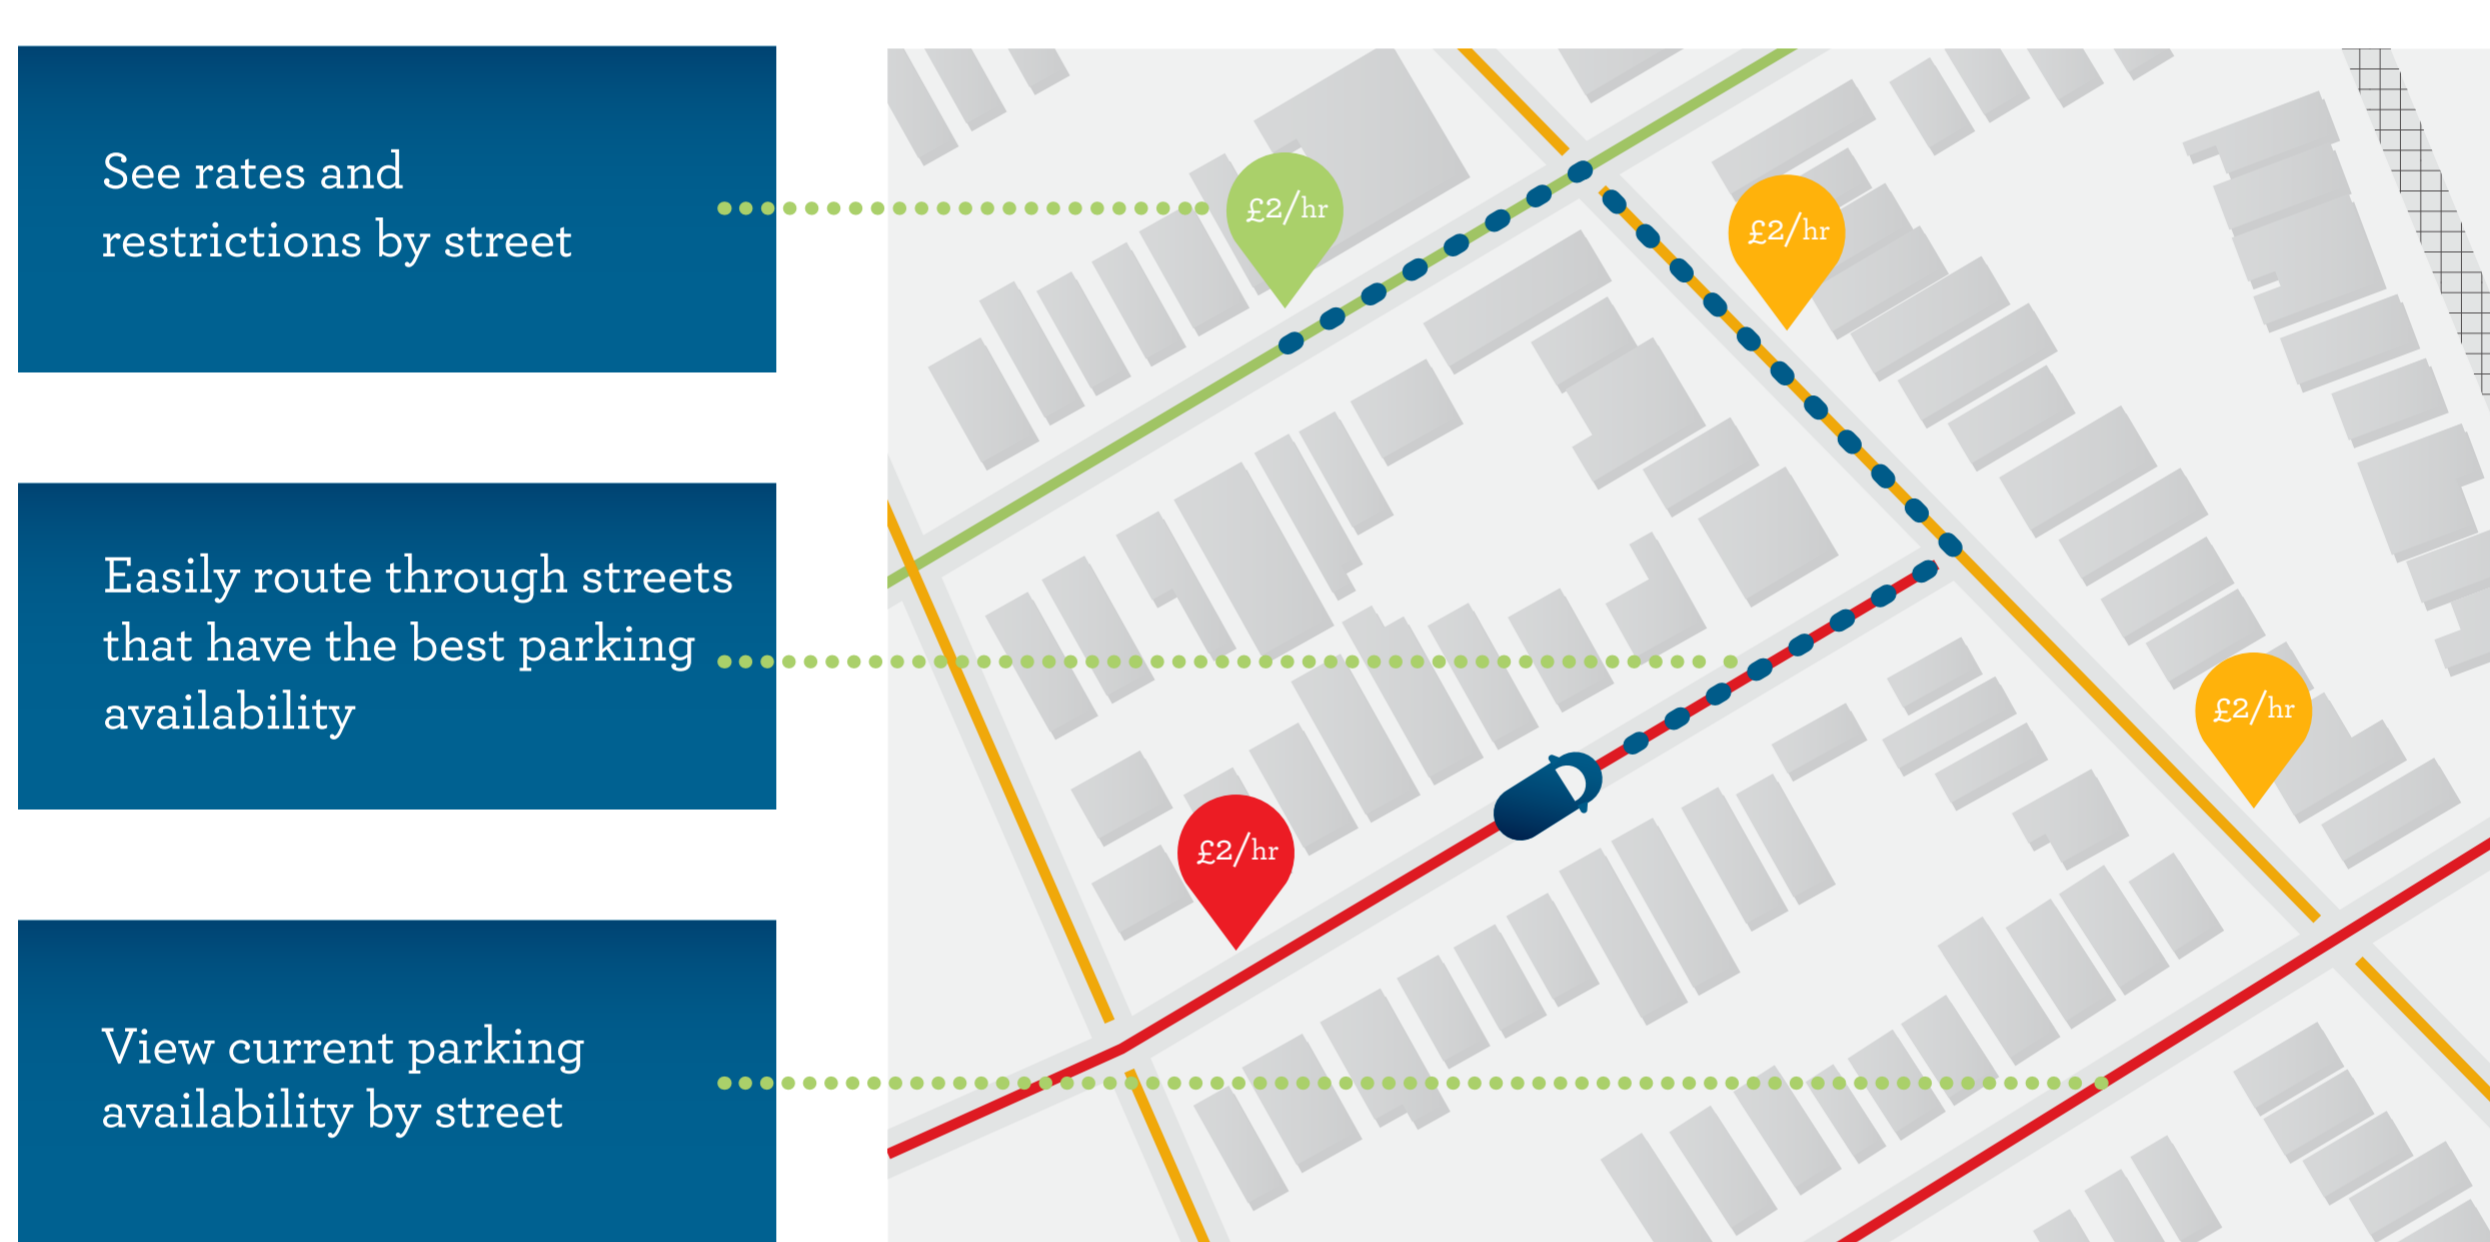 See rates and
restrictions by street
£2/hr
£2/hr
Easily route through streets
that have the best parking
availability
£2/hr
£2/hr
View current parking
availability by street